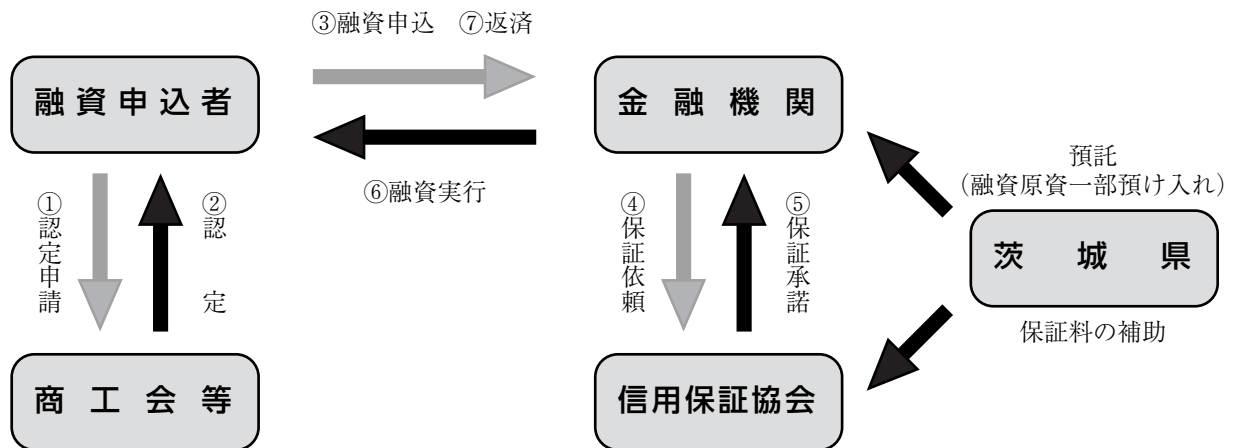 ③融資申込　⑦返済
融資申込者
金融機関
⑥融資実行
預託
（融資原資一部預け入れ）
①認定申請
②認定
④保証依頼
⑤保証承諾
茨城県
保証料の補助
商工会等
信用保証協会